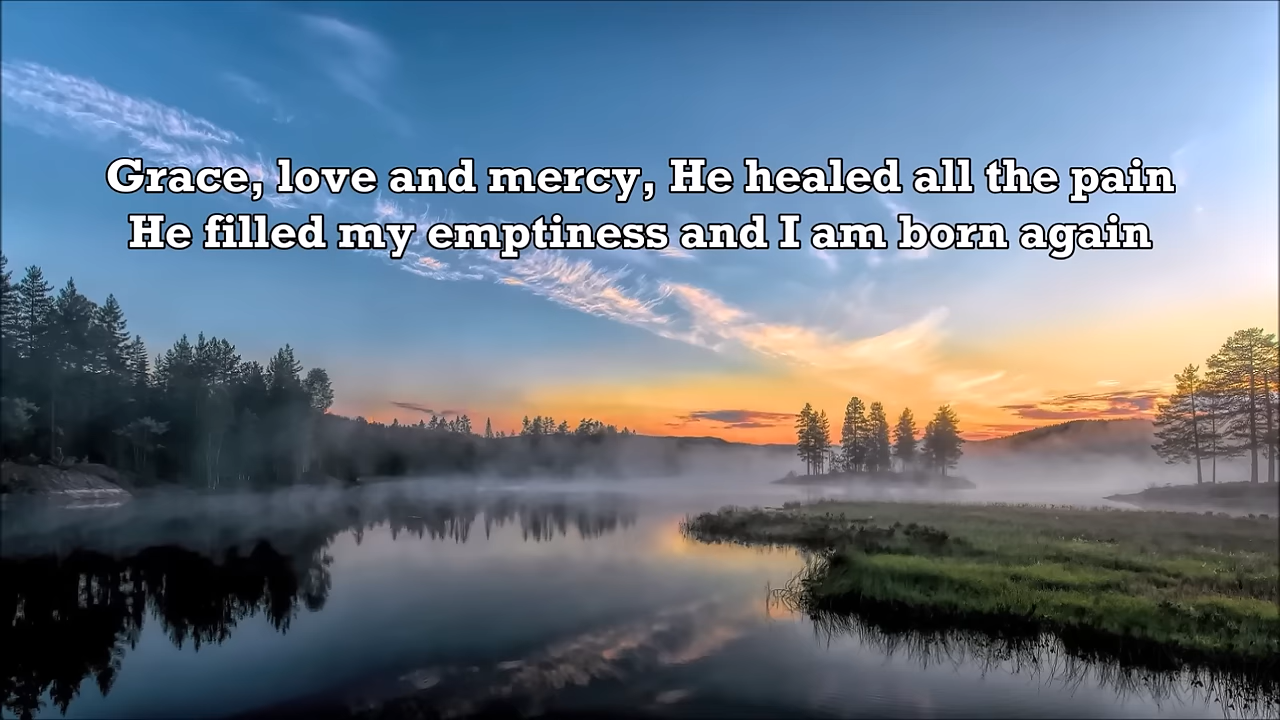 Grace, love and mercy, He healed all the pain
He filled my emptiness and I am born again